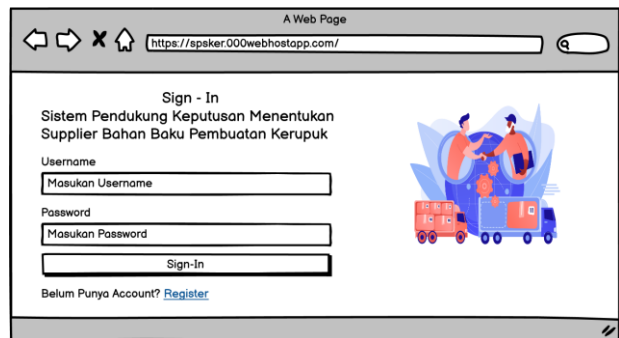 A Web Page
https://spsker.000webhostapp.com/
Sign - In
Sistem Pendukung Keputusan Menentukan
Supplier Bahan Baku Pembuatan Kerupuk
Username
Masukan Username
Password
Masukan Password
Sign-In
Belum Punya Account? Register